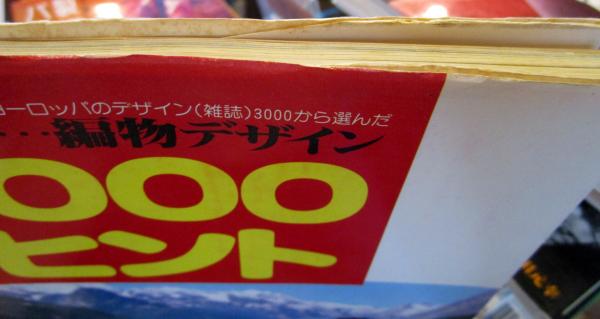 ヨーロッパのデザイン(雑誌)3000から選んだ
・・・編物デザイン
000
ヒント